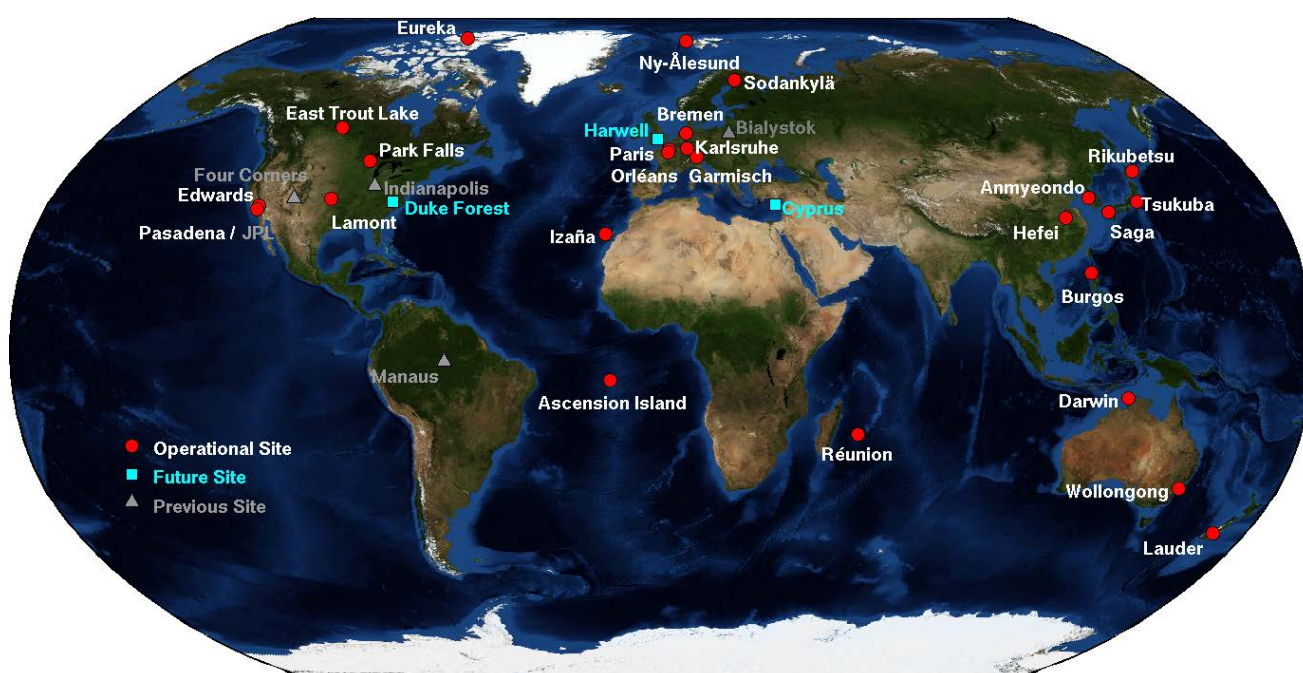 Eureka
Ny-Ålesund
Sodankylä
East Trout Lake
Bremen
Harwell
Bialystok
Park Falls
Paris
Karlsruhe
Rikubetsu
Four Corners
Orléans
Garmisch
Edwards
Indianapolis
Anmyeondo
Duke Forest
Cyprus
Tsukuba
Lamont
Pasadena / JPL
Izaña
Hefei
Saga
Burgos
Manaus
Ascension Island
Darwin
Operational Site
Réunion
Future Site
Wollongong
Previous Site
Lauder